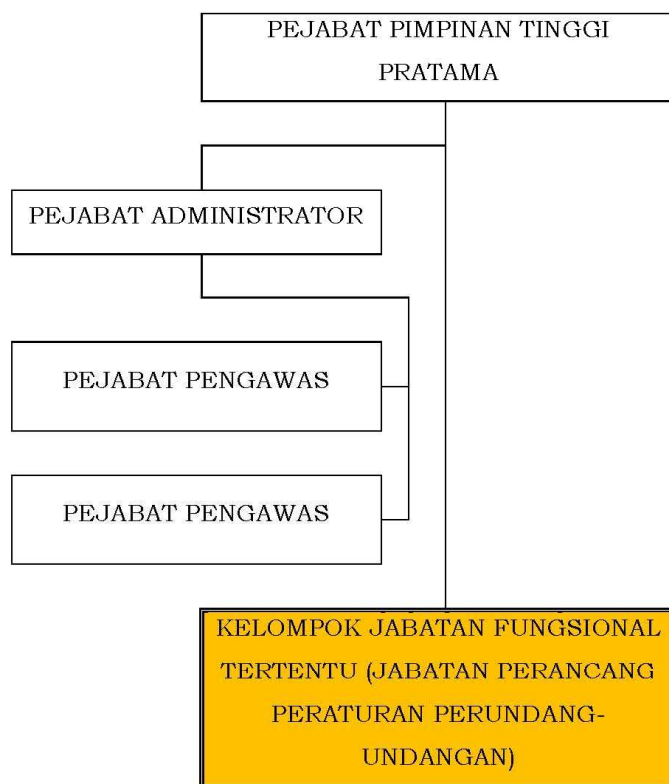 PEJABAT PIMPINAN TINGGI
PRATAMA
PEJABAT ADMINISTRATOR
PEJABAT PENGAWAS
PEJABAT PENGAWAS
KELOMPOK JABATAN FUNGSIONAL
TERTENTU (JABATAN PERANCANG
PERATURAN PERUNDANG-
UNDANGAN)